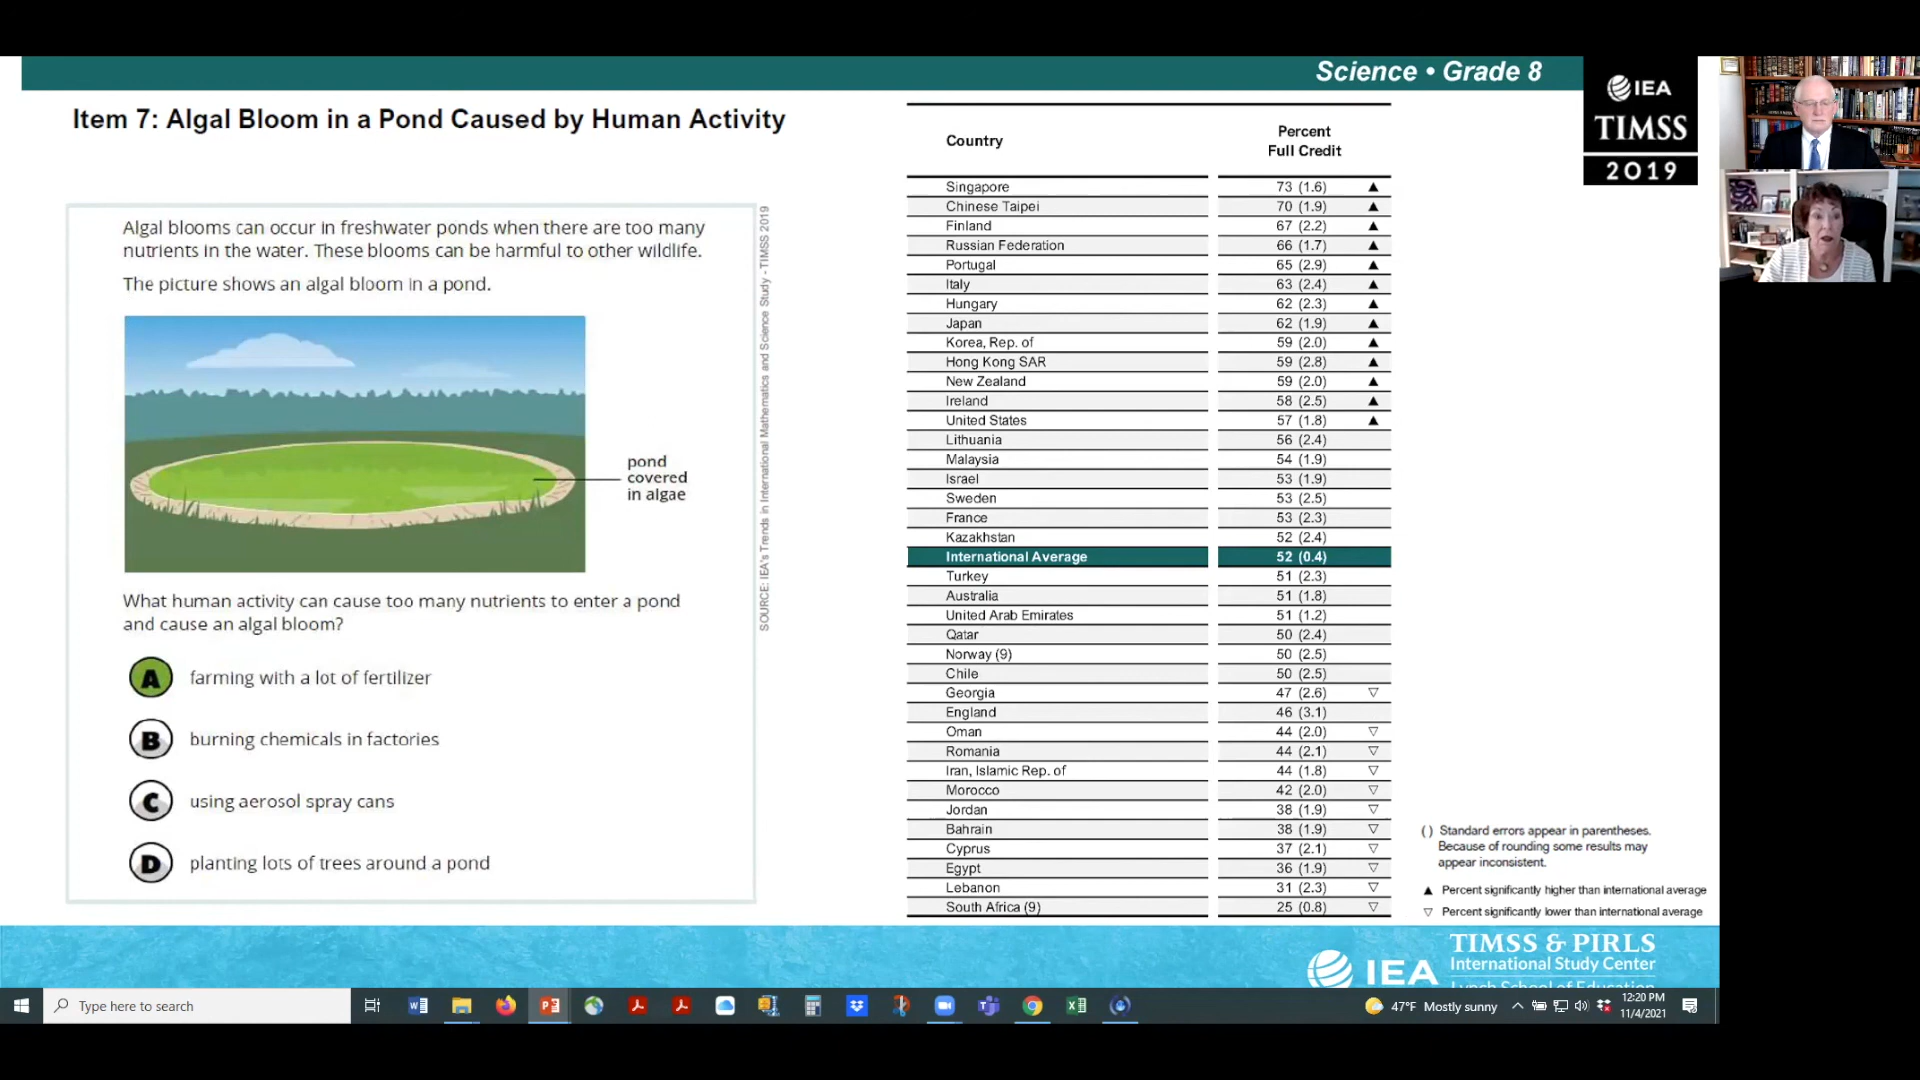 Science • Grade 8
IEA
TIMSS
2019
Item 7: Algal Bloom in a Pond Caused by Human Activity
Algal blooms can occur in freshwater ponds when there are too many
nutrients in the water. These blooms can be harmful to other wildlife.
The picture shows an algal bloom in a pond.
pond
covered
in algae
What human activity can cause too many nutrients to enter a pond
and cause an algal bloom?
A farming with a lot of fertilizer
B burning chemicals in factories
C using aerosol spray cans
D planting lots of trees around a pond
SOURCE: IEA's Trends in International Mathematics and Science Study - TIMSS 2019
Country
Percent
Full Credit
Singapore 73 (1.6) ▲
Chinese Taipei 70 (1.9) ▲
Finland 67 (2.2) ▲
Russian Federation 66 (1.7) ▲
Portugal 65 (2.9) ▲
Italy 63 (2.4) ▲
Hungary 62 (2.3) ▲
Japan 62 (1.9) ▲
Korea, Rep. of 59 (2.0) ▲
Hong Kong SAR 59 (2.8) ▲
New Zealand 59 (2.0) ▲
Ireland 58 (2.5) ▲
United States 57 (1.8) ▲
Lithuania 56 (2.4)
Malaysia 54 (1.9)
Israel 53 (1.9)
Sweden 53 (2.5)
France 53 (2.3)
Kazakhstan 52 (2.4)
International Average 52 (0.4)
Turkey 51 (2.3)
Australia 51 (1.8)
United Arab Emirates 51 (1.2)
Qatar 50 (2.4)
Norway (9) 50 (2.5)
Chile 50 (2.5)
Georgia 47 (2.6) ▽
England 46 (3.1)
Oman 44 (2.0) ▽
Romania 44 (2.1) ▽
Iran, Islamic Rep. of 44 (1.8) ▽
Morocco 42 (2.0) ▽
Jordan 38 (1.9) ▽
Bahrain 38 (1.9) ▽
Cyprus 37 (2.1) ▽
Egypt 36 (1.9) ▽
Lebanon 31 (2.3) ▽
South Africa (9) 25 (0.8) ▽
( ) Standard errors appear in parentheses.
Because of rounding some results may
appear inconsistent.
▲ Percent significantly higher than international average
▽ Percent significantly lower than international average
IEA
TIMSS & PIRLS
International Study Center
Lynch School of Education
Type here to search
47°F Mostly sunny
12:20 PM
11/4/2021